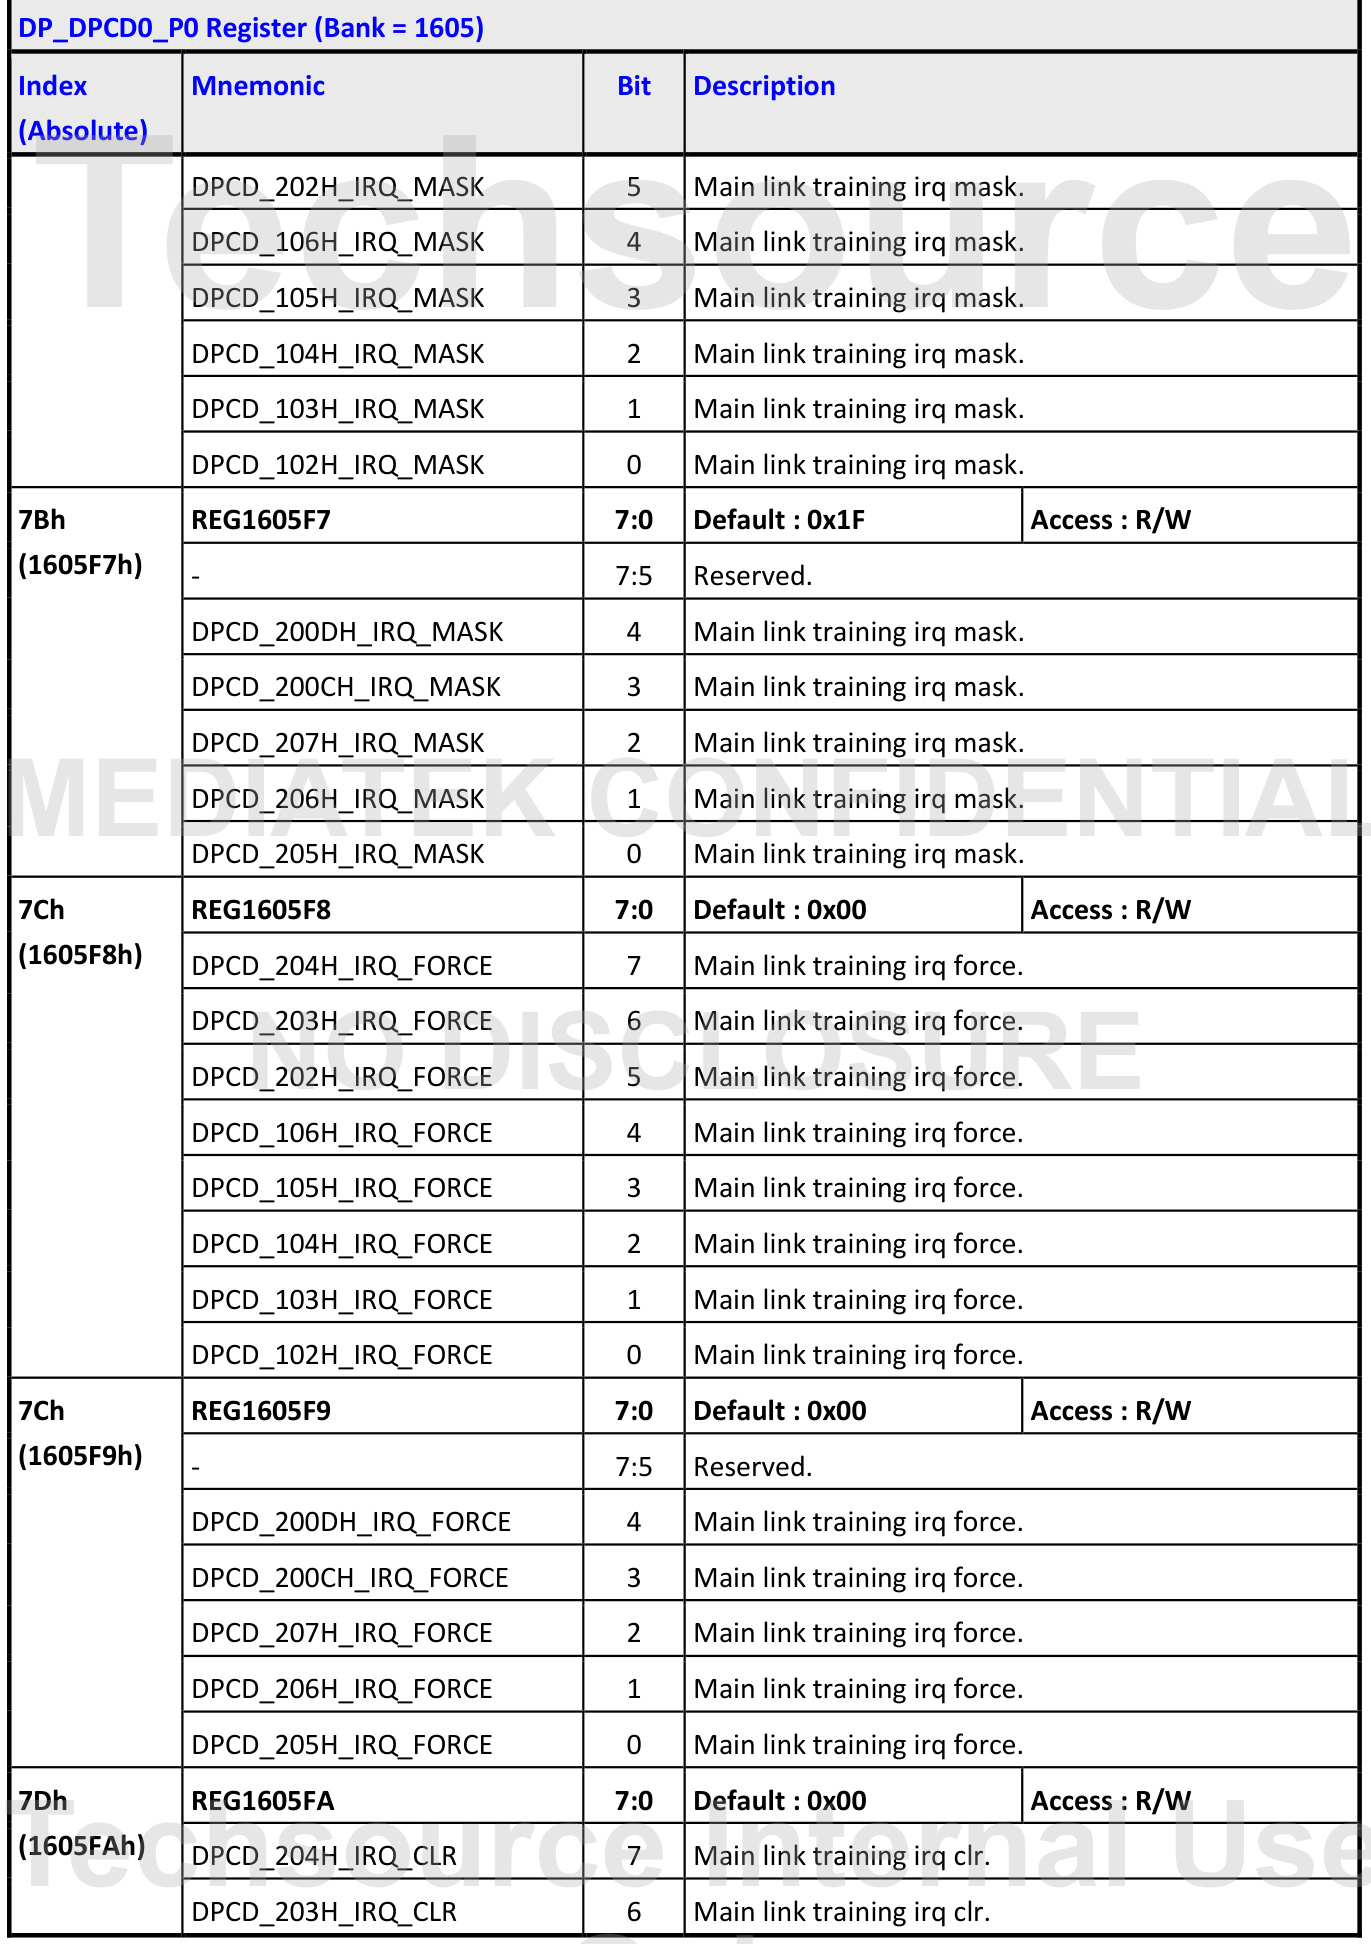 DP_DPCD0_P0 Register (Bank = 1605)
Index (Absolute) Mnemonic Bit Description
DPCD_202H_IRQ_MASK 5 Main link training irq mask.
DPCD_106H_IRQ_MASK 4 Main link training irq mask.
DPCD_105H_IRQ_MASK 3 Main link training irq mask.
DPCD_104H_IRQ_MASK 2 Main link training irq mask.
DPCD_103H_IRQ_MASK 1 Main link training irq mask.
DPCD_102H_IRQ_MASK 0 Main link training irq mask.
7Bh REG1605F7 7:0 Default : 0x1F Access : R/W
(1605F7h) - 7:5 Reserved.
DPCD_200DH_IRQ_MASK 4 Main link training irq mask.
DPCD_200CH_IRQ_MASK 3 Main link training irq mask.
DPCD_207H_IRQ_MASK 2 Main link training irq mask.
DPCD_206H_IRQ_MASK 1 Main link training irq mask.
DPCD_205H_IRQ_MASK 0 Main link training irq mask.
7Ch REG1605F8 7:0 Default : 0x00 Access : R/W
(1605F8h) DPCD_204H_IRQ_FORCE 7 Main link training irq force.
DPCD_203H_IRQ_FORCE 6 Main link training irq force.
DPCD_202H_IRQ_FORCE 5 Main link training irq force.
DPCD_106H_IRQ_FORCE 4 Main link training irq force.
DPCD_105H_IRQ_FORCE 3 Main link training irq force.
DPCD_104H_IRQ_FORCE 2 Main link training irq force.
DPCD_103H_IRQ_FORCE 1 Main link training irq force.
DPCD_102H_IRQ_FORCE 0 Main link training irq force.
7Ch REG1605F9 7:0 Default : 0x00 Access : R/W
(1605F9h) - 7:5 Reserved.
DPCD_200DH_IRQ_FORCE 4 Main link training irq force.
DPCD_200CH_IRQ_FORCE 3 Main link training irq force.
DPCD_207H_IRQ_FORCE 2 Main link training irq force.
DPCD_206H_IRQ_FORCE 1 Main link training irq force.
DPCD_205H_IRQ_FORCE 0 Main link training irq force.
7Dh REG1605FA 7:0 Default : 0x00 Access : R/W
(1605FAh) DPCD_204H_IRQ_CLR 7 Main link training irq clr.
DPCD_203H_IRQ_CLR 6 Main link training irq clr.
Techsource
MEDIATEK CONFIDENTIAL
NO DISCLOSURE
Techsource Internal Use